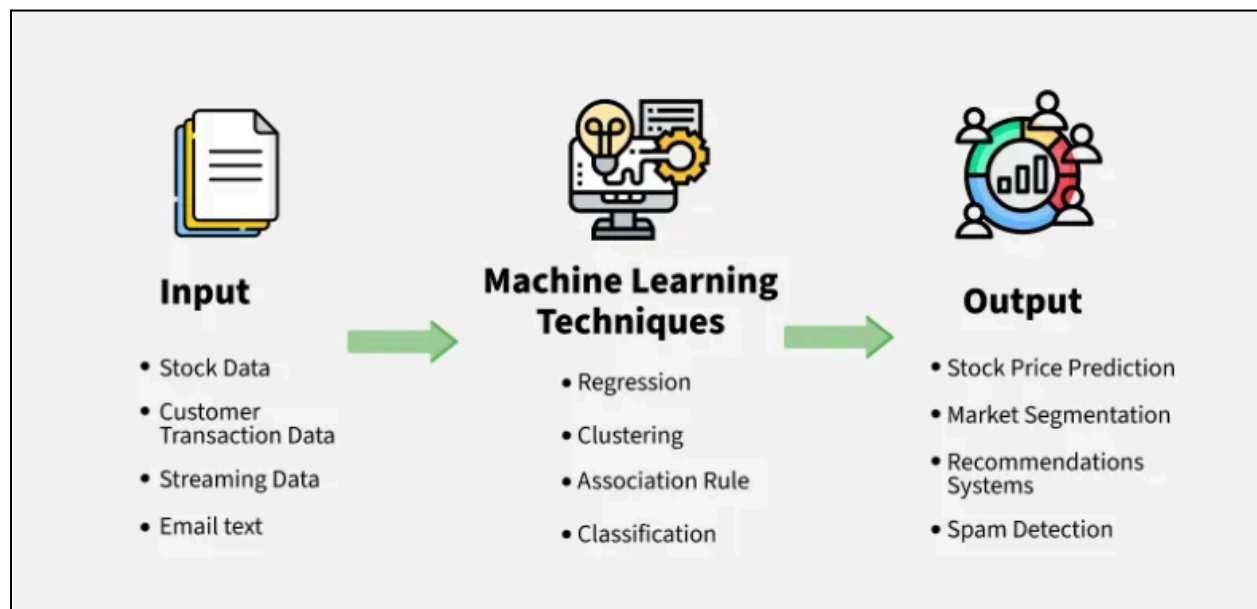 Input
• Stock Data
• Customer
Transaction Data
• Streaming Data
• Email text
Machine Learning
Techniques
• Regression
• Clustering
• Association Rule
• Classification
Output
• Stock Price Prediction
• Market Segmentation
• Recommendations
Systems
• Spam Detection